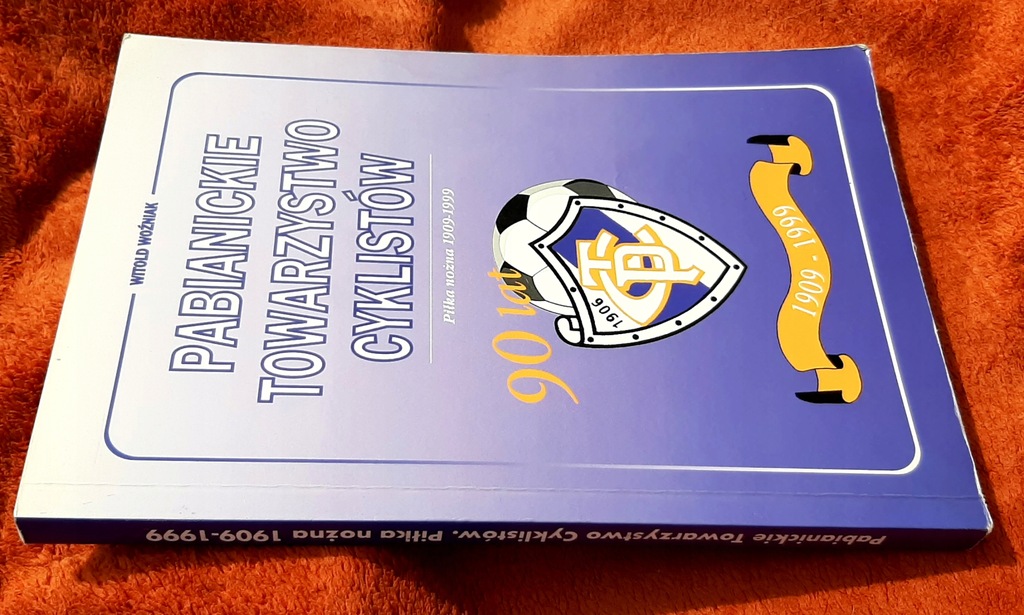 WITOLD WOŹNIAK
PABIANICKIE
TOWARZYSTWO
CYKLISTÓW
Piłka nożna 1909-1999
90 lat
1906
PTC
1909 - 1999
Pabianickie Towarzystwo Cyklistów. Piłka nożna 1909-1999